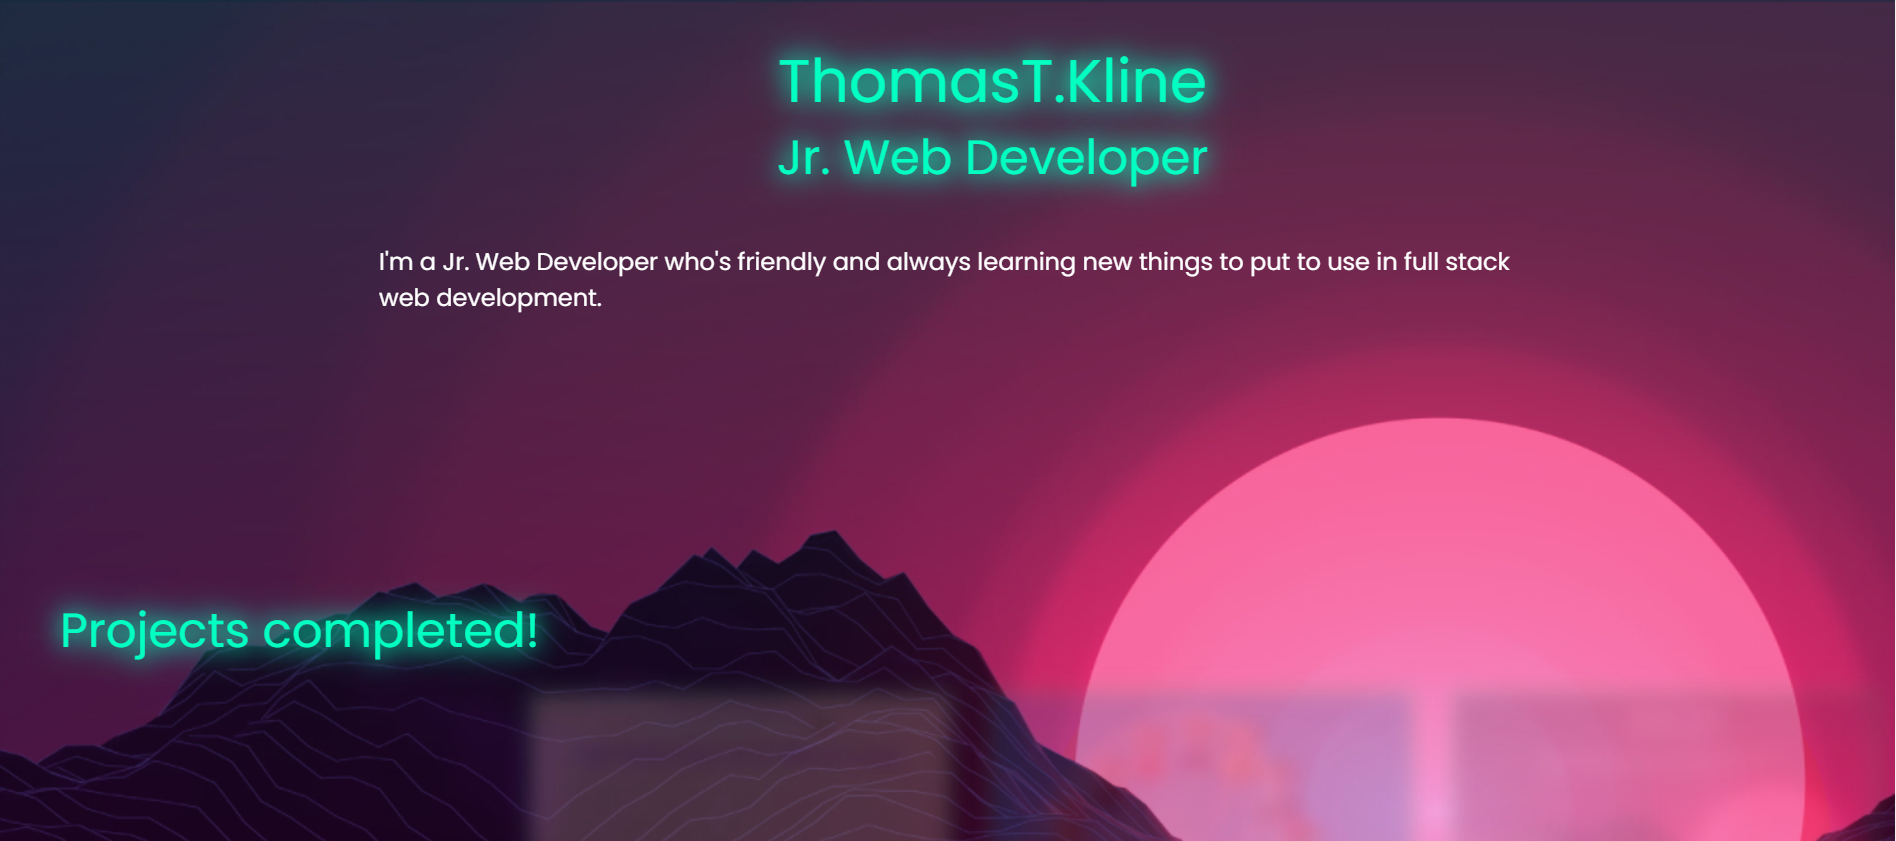 ThomasT.Kline
Jr. Web Developer
I'm a Jr. Web Developer who's friendly and always learning new things to put to use in full stack
web development.
Projects completed!